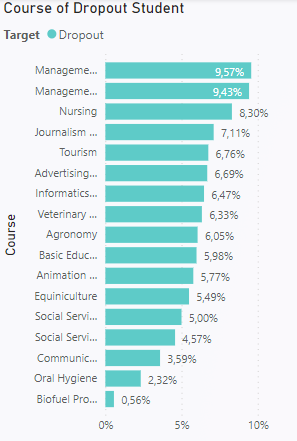 Course of Dropout Student
Target Dropout
Manageme... 9,57%
Manageme... 9,43%
Nursing 8,30%
Journalism ... 7,11%
Tourism 6,76%
Advertising... 6,69%
Informatics... 6,47%
Veterinary ... 6,33%
Agronomy 6,05%
Basic Educ... 5,98%
Animation ... 5,77%
Equiniculture 5,49%
Social Servi... 5,00%
Social Servi... 4,57%
Communic... 3,59%
Oral Hygiene 2,32%
Biofuel Pro... 0,56%
Course
0% 5% 10%